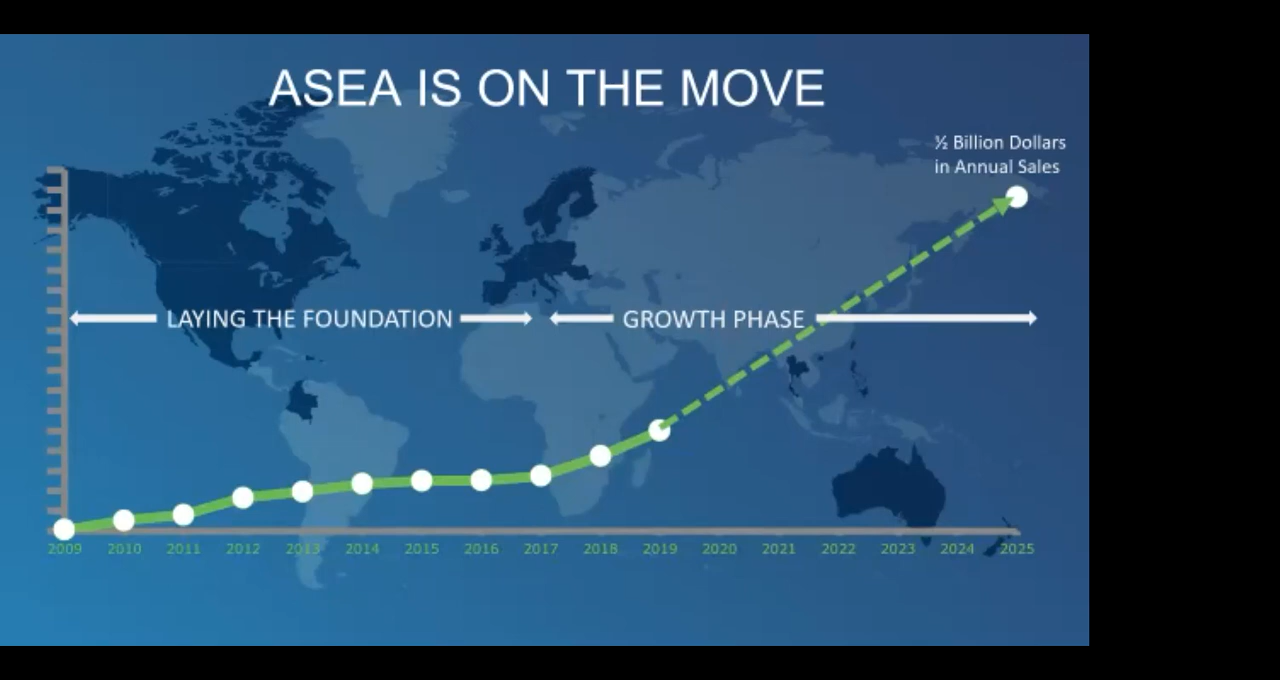 ASEA IS ON THE MOVE
½ Billion Dollars
in Annual Sales
LAYING THE FOUNDATION
GROWTH PHASE
2009 2010 2011 2012 2013 2014 2015 2016 2017 2018 2019 2020 2021 2022 2023 2024 2025